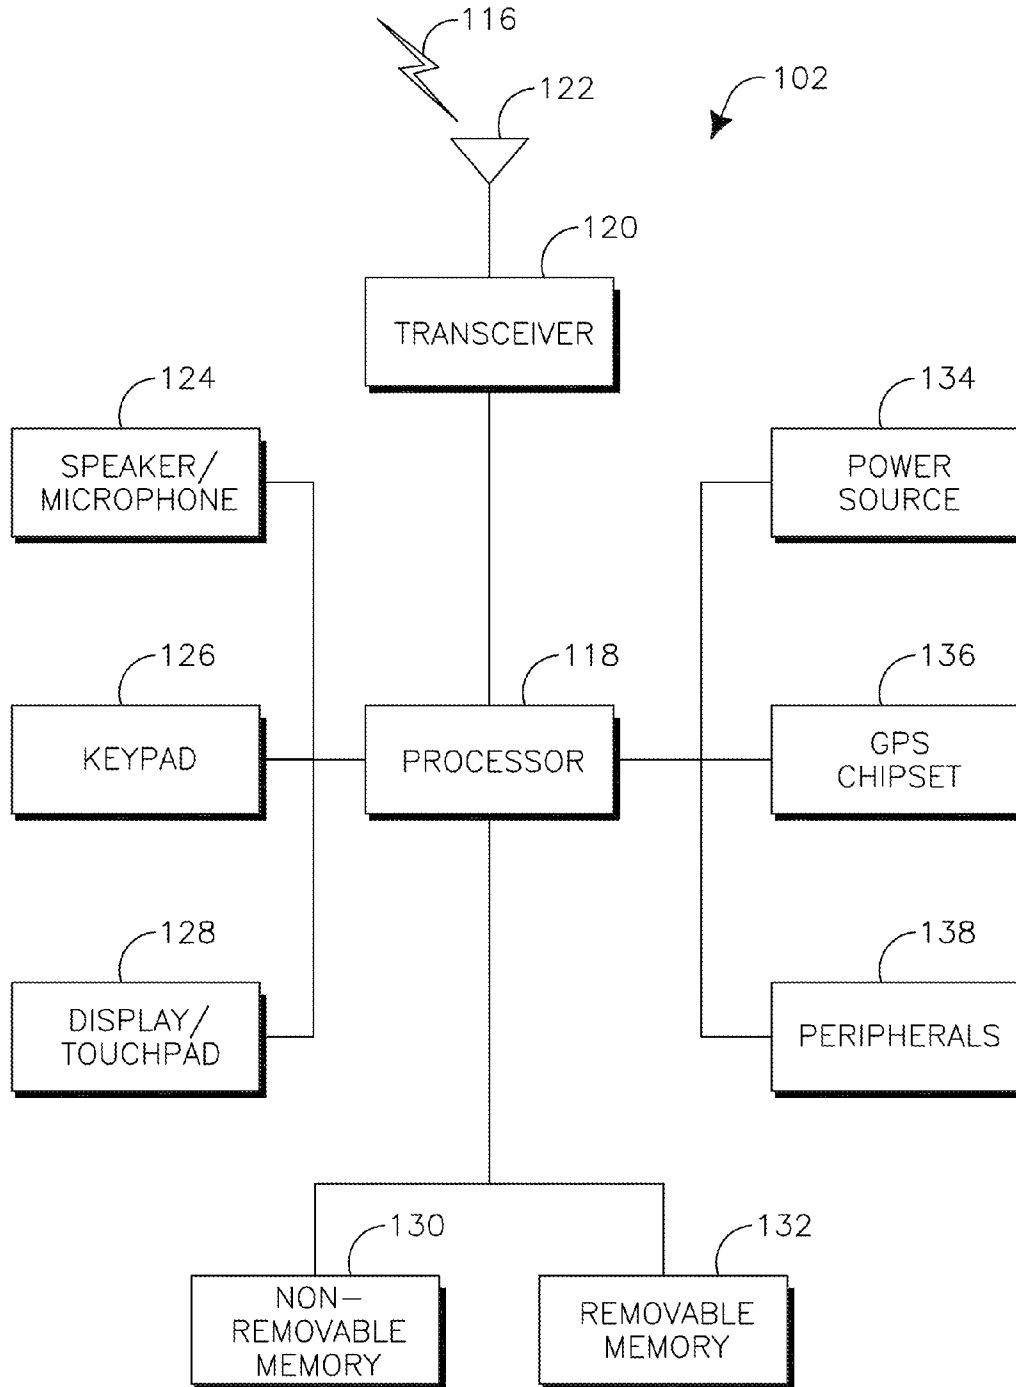 116
122
102
120
TRANSCEIVER
124
134
SPEAKER/
MICROPHONE
POWER
SOURCE
126
118
136
KEYPAD
PROCESSOR
GPS
CHIPSET
128
138
DISPLAY/
TOUCHPAD
PERIPHERALS
130
132
NON-
REMOVABLE
MEMORY
REMOVABLE
MEMORY